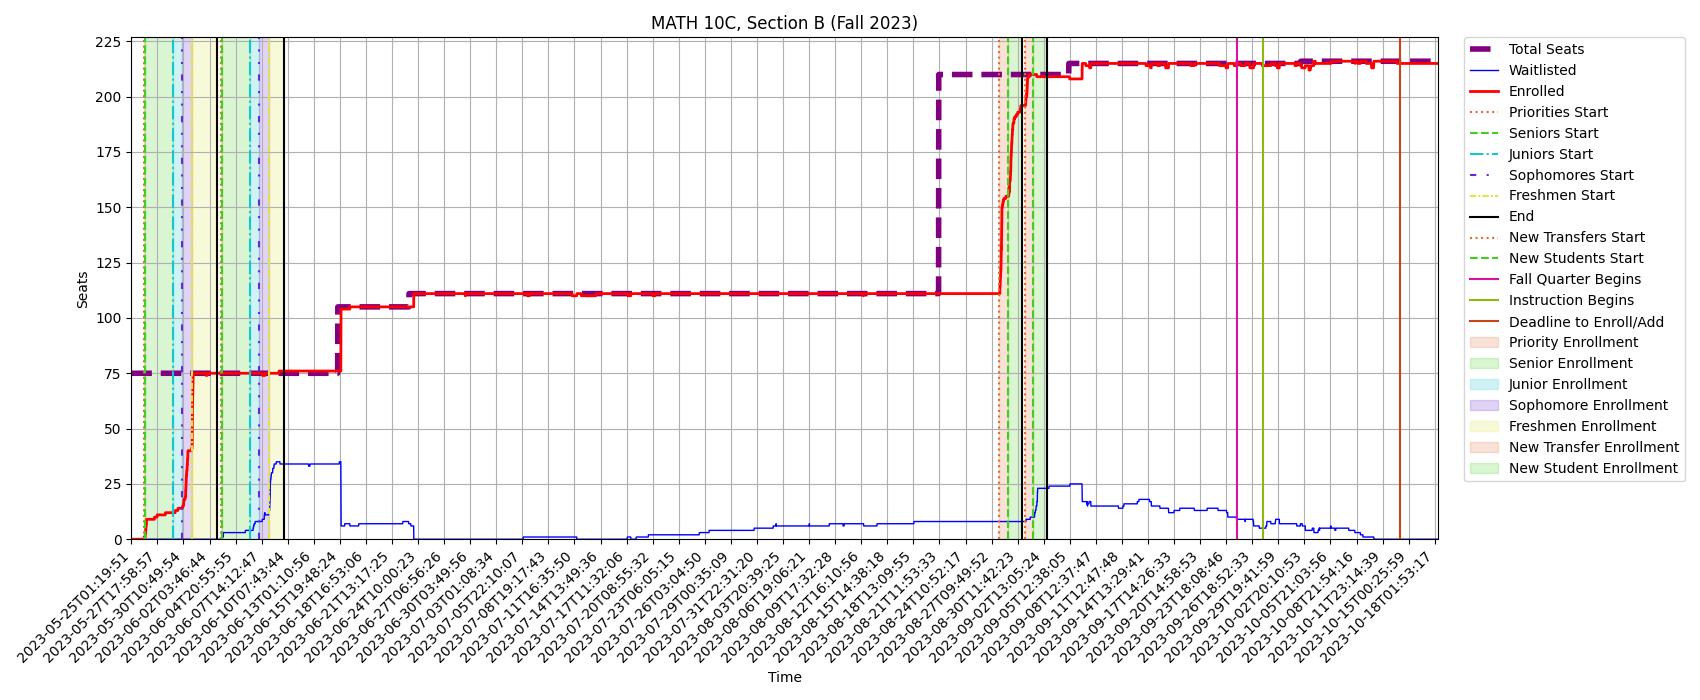 MATH 10C, Section B (Fall 2023)
225
200
175
150
125
100
75
50
25
0
Seats
2023-05-25T01:19:51
2023-05-27T17:58:57
2023-05-30T10:49:54
2023-06-02T03:46:44
2023-06-04T20:55:55
2023-06-07T14:12:47
2023-06-10T07:43:44
2023-06-13T01:10:56
2023-06-15T19:48:24
2023-06-18T16:53:06
2023-06-21T13:17:25
2023-06-24T10:00:23
2023-06-27T06:56:26
2023-06-30T03:49:56
2023-07-03T01:08:34
2023-07-05T22:10:07
2023-07-08T19:17:43
2023-07-11T16:35:50
2023-07-14T13:49:36
2023-07-17T11:32:06
2023-07-20T08:55:32
2023-07-23T06:05:15
2023-07-26T03:04:50
2023-07-29T00:35:09
2023-07-31T22:31:20
2023-08-03T20:39:25
2023-08-06T19:06:21
2023-08-09T17:32:28
2023-08-12T16:10:56
2023-08-15T14:38:18
2023-08-18T13:09:55
2023-08-21T11:53:33
2023-08-24T10:52:17
2023-08-27T09:49:52
2023-08-30T11:42:23
2023-09-02T13:05:24
2023-09-05T12:38:05
2023-09-08T12:37:47
2023-09-11T12:47:48
2023-09-14T13:29:41
2023-09-17T14:26:33
2023-09-20T14:58:53
2023-09-23T18:08:46
2023-09-26T18:52:33
2023-09-29T19:41:59
2023-10-02T20:10:53
2023-10-05T21:03:56
2023-10-08T21:54:16
2023-10-11T23:14:39
2023-10-15T00:25:59
2023-10-18T01:53:17
Time
Total Seats
Waitlisted
Enrolled
Priorities Start
Seniors Start
Juniors Start
Sophomores Start
Freshmen Start
End
New Transfers Start
New Students Start
Fall Quarter Begins
Instruction Begins
Deadline to Enroll/Add
Priority Enrollment
Senior Enrollment
Junior Enrollment
Sophomore Enrollment
Freshmen Enrollment
New Transfer Enrollment
New Student Enrollment